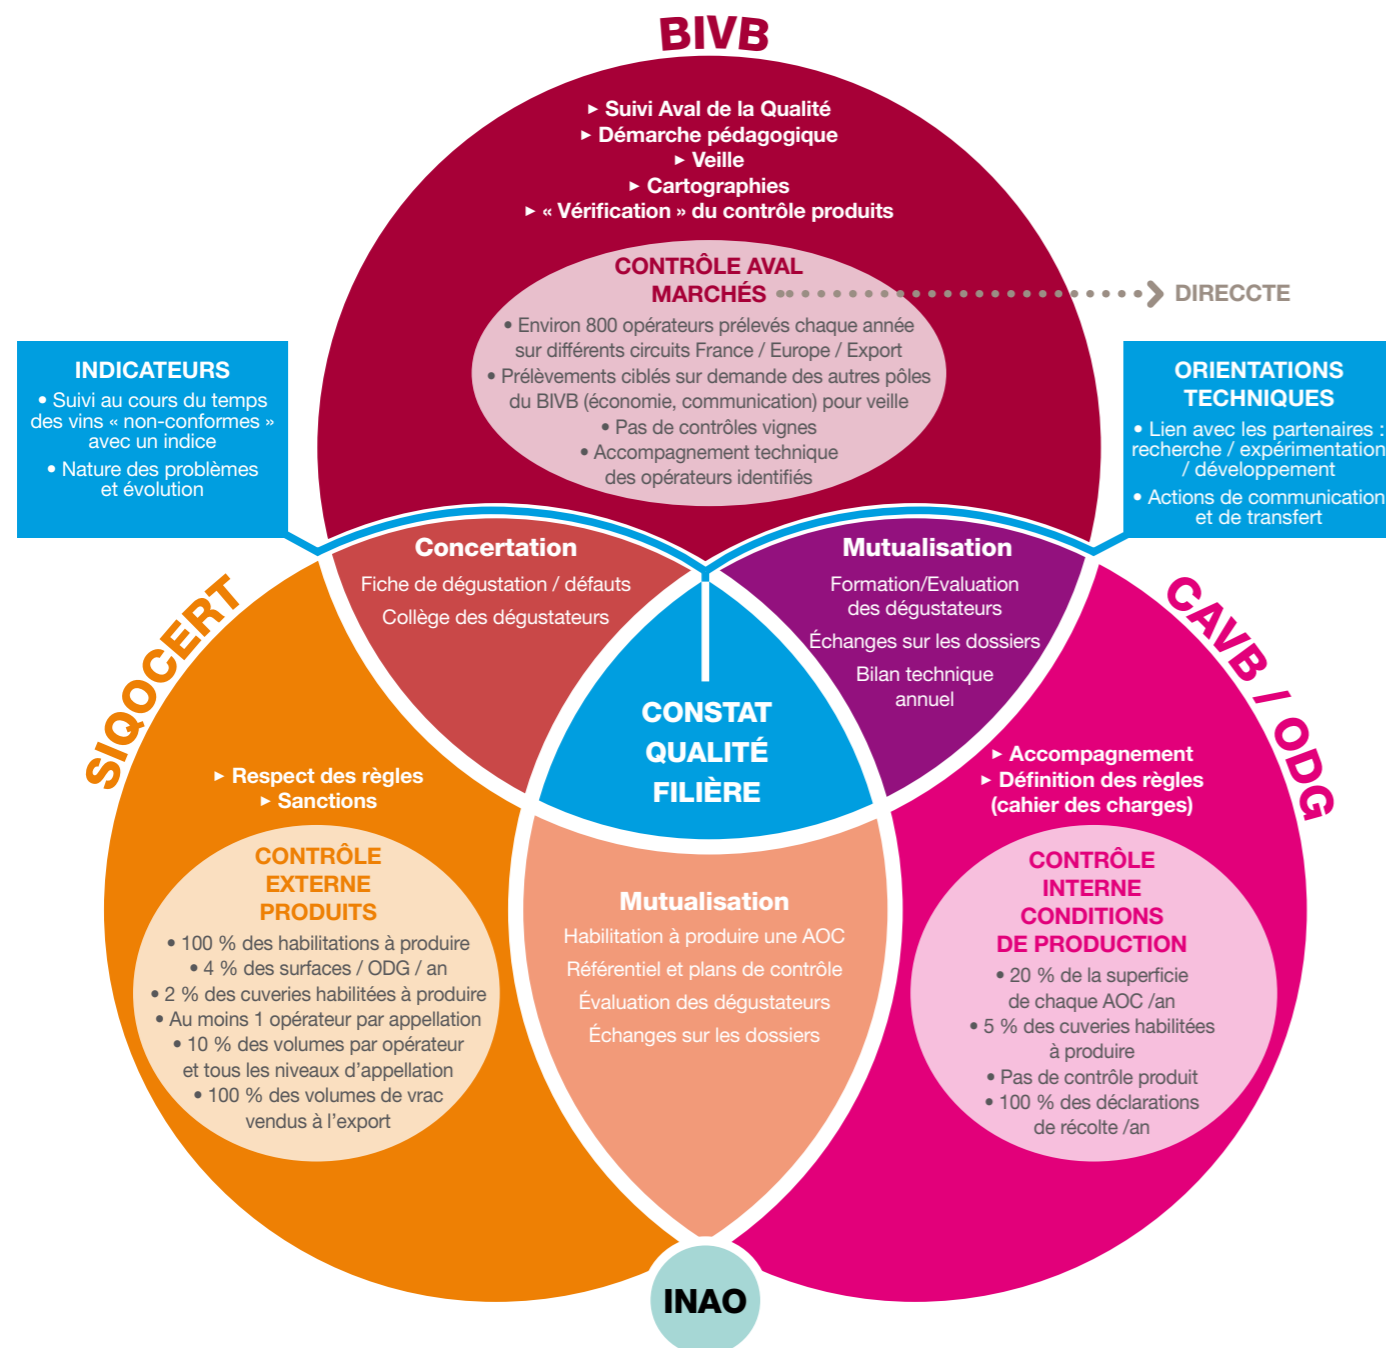 BIVB
▸ Suivi Aval de la Qualité
▸ Démarche pédagogique
▸ Veille
▸ Cartographies
▸ « Vérification » du contrôle produits
CONTRÔLE AVAL
MARCHÉS
DIRECCTE
• Environ 800 opérateurs prélevés chaque année
sur différents circuits France / Europe / Export
• Prélèvements ciblés sur demande des autres pôles
du BIVB (économie, communication) pour veille
• Pas de contrôles vignes
• Accompagnement technique
des opérateurs identifiés
INDICATEURS
• Suivi au cours du temps
des vins « non-conformes »
avec un indice
• Nature des problèmes
et évolution
ORIENTATIONS
TECHNIQUES
• Lien avec les partenaires :
recherche / expérimentation
/ développement
• Actions de communication
et de transfert
Concertation
Fiche de dégustation / défauts
Collège des dégustateurs
Mutualisation
Formation/Evaluation
des dégustateurs
Échanges sur les dossiers
Bilan technique
annuel
CONSTAT
QUALITÉ
FILIÈRE
SIQOCERT
▸ Respect des règles
▸ Sanctions
CONTRÔLE
EXTERNE
PRODUITS
• 100 % des habilitations à produire
• 4 % des surfaces / ODG / an
• 2 % des cuveries habilitées à produire
• Au moins 1 opérateur par appellation
• 10 % des volumes par opérateur
et tous les niveaux d’appellation
• 100 % des volumes de vrac
vendus à l’export
Mutualisation
Habilitation à produire une AOC
Référentiel et plans de contrôle
Évaluation des dégustateurs
Échanges sur les dossiers
CAVB / ODG
▸ Accompagnement
▸ Définition des règles
(cahier des charges)
CONTRÔLE
INTERNE
CONDITIONS
DE PRODUCTION
• 20 % de la superficie
de chaque AOC /an
• 5 % des cuveries habilitées
à produire
• Pas de contrôle produit
• 100 % des déclarations
de récolte /an
INAO